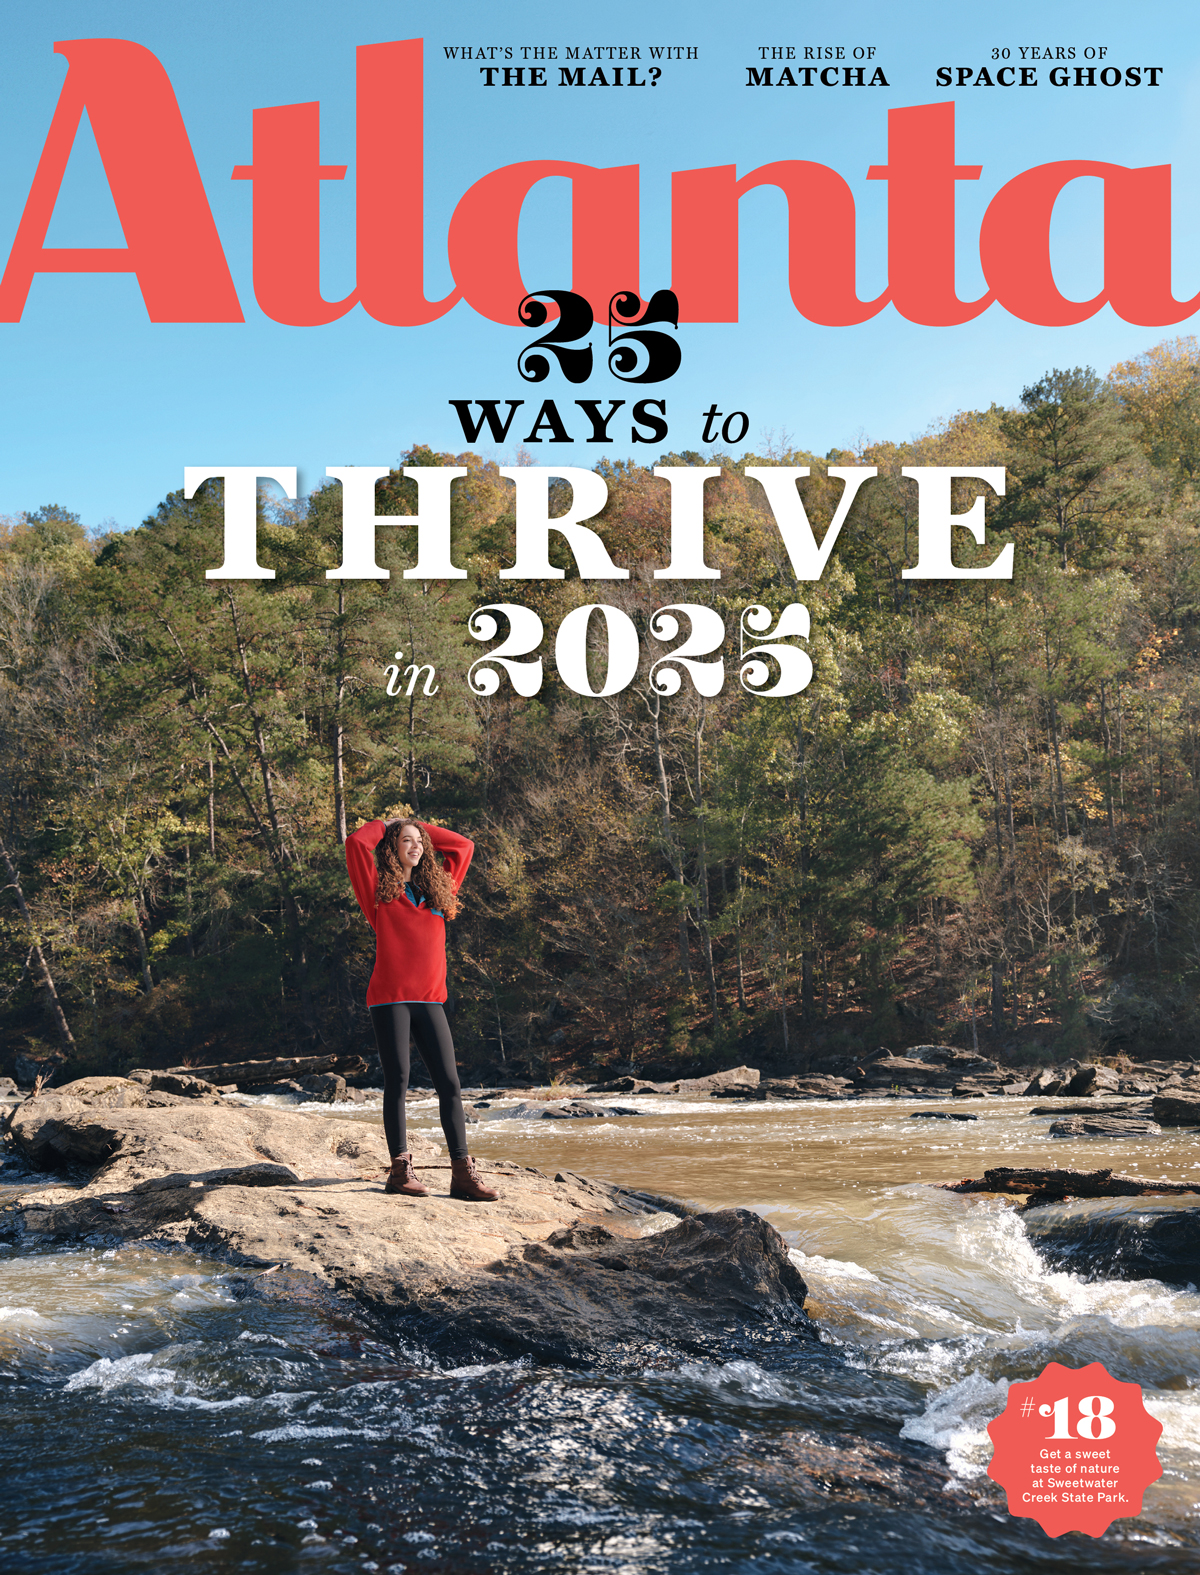 WHAT'S THE MATTER WITH
THE MAIL?
THE RISE OF
MATCHA
30 YEARS OF
SPACE GHOST
Atlanta
25
WAYS to
THRIVE
in 2025
#18
Get a sweet
taste of nature
at Sweetwater
Creek State Park.